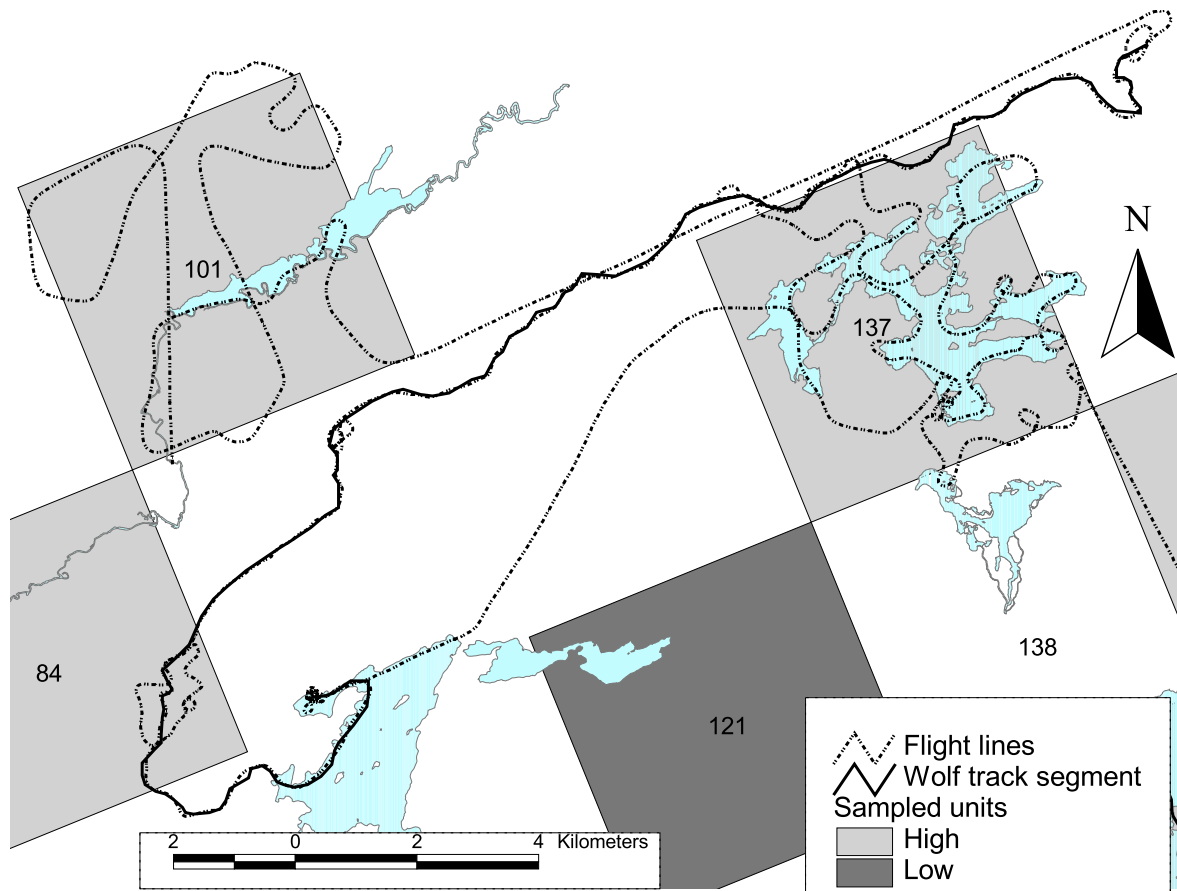 N
101
137
84
138
121
Flight lines
Wolf track segment
Sampled units
High
Low
2 0 2 4 Kilometers